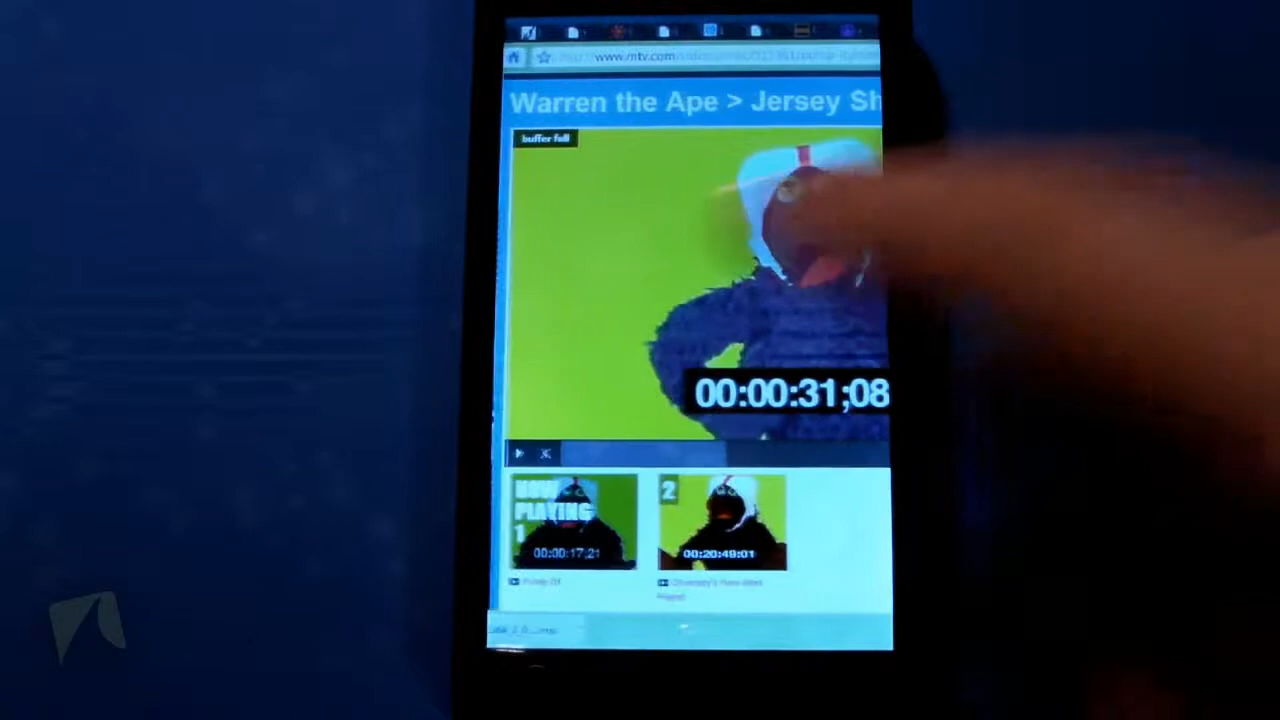 www.mtv.com
Warren the Ape > Jersey Sh
buffer full
00:00:31;08
NOW
PLAYING
1
00:00:17;21
2
00:20:49:01